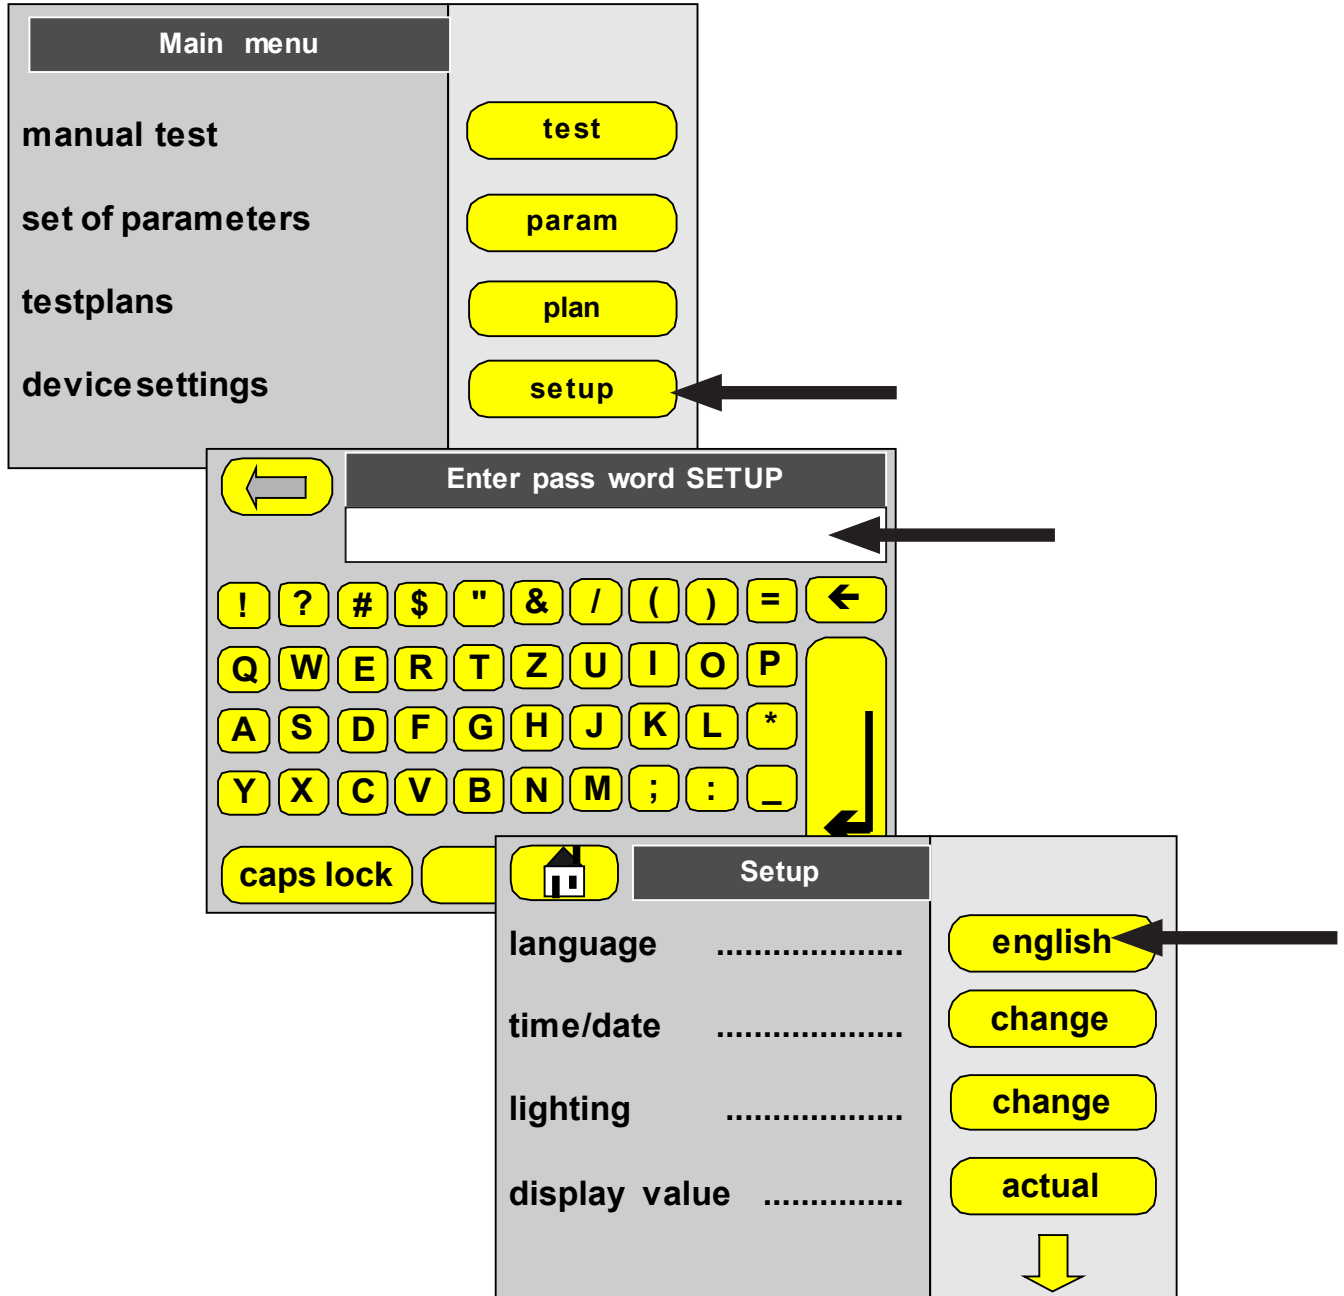 Main menu
manual test test
set of parameters param
testplans plan
device settings setup
Enter pass word SETUP
! ? # $ " & / ( ) =
Q W E R T Z U I O P
A S D F G H J K L *
Y X C V B N M ; : _
caps lock
Setup
language .................... english
time/date .................... change
lighting ................... change
display value ............... actual